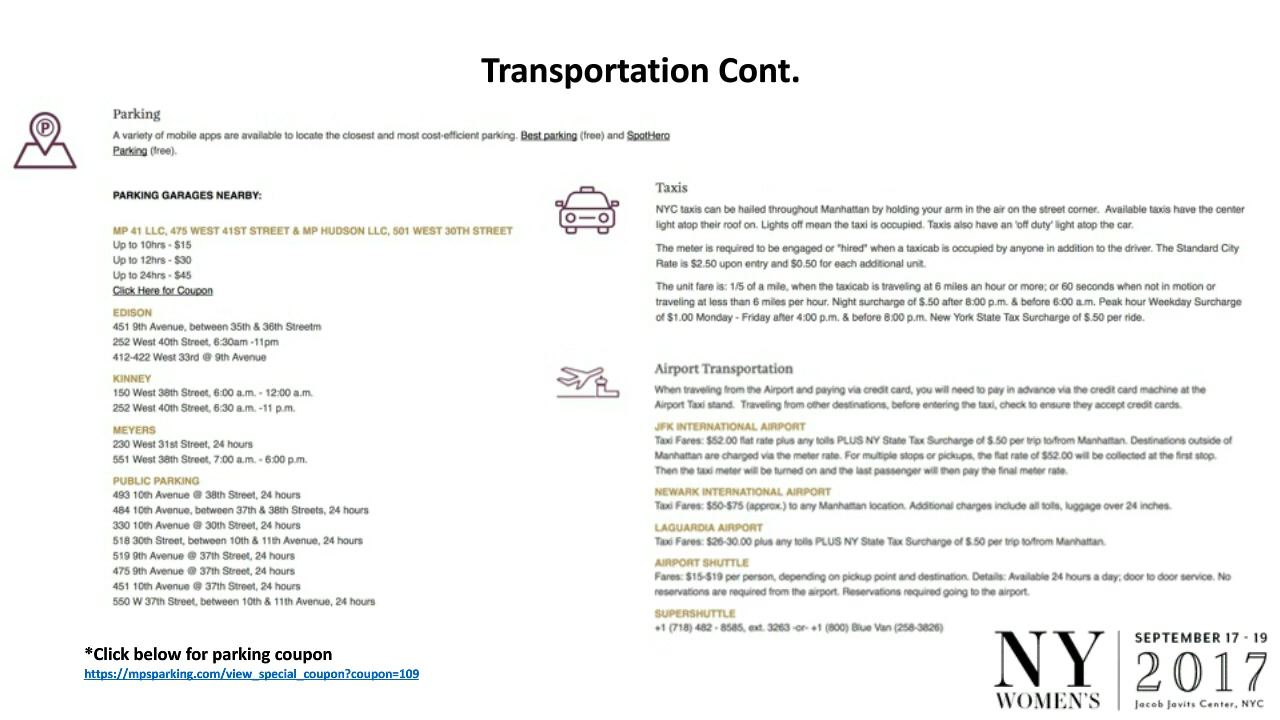 Transportation Cont.
Parking
A variety of mobile apps are available to locate the closest and most cost-efficient parking. Best parking (free) and SpotHero
Parking (free).
PARKING GARAGES NEARBY:
MP 41 LLC, 475 WEST 41ST STREET & MP HUDSON LLC, 501 WEST 30TH STREET
Up to 10hrs - $15
Up to 12hrs - $30
Up to 24hrs - $45
Click Here for Coupon
EDISON
451 9th Avenue, between 35th & 36th Streetm
252 West 40th Street, 6:30am -11pm
412-422 West 33rd @ 9th Avenue
KINNEY
150 West 38th Street, 6:00 a.m. - 12:00 a.m.
252 West 40th Street, 6:30 a.m. -11 p.m.
MEYERS
230 West 31st Street, 24 hours
551 West 38th Street, 7:00 a.m. - 6:00 p.m.
PUBLIC PARKING
493 10th Avenue @ 38th Street, 24 hours
484 10th Avenue, between 37th & 38th Streets, 24 hours
330 10th Avenue @ 30th Street, 24 hours
518 30th Street, between 10th & 11th Avenue, 24 hours
519 9th Avenue @ 37th Street, 24 hours
475 9th Avenue @ 37th Street, 24 hours
451 10th Avenue @ 37th Street, 24 hours
550 W 37th Street, between 10th & 11th Avenue, 24 hours
*Click below for parking coupon
https://mpsparking.com/view_special_coupon?coupon=109
Taxis
NYC taxis can be hailed throughout Manhattan by holding your arm in the air on the street corner. Available taxis have the center
light atop their roof on. Lights off mean the taxi is occupied. Taxis also have an 'off duty' light atop the car.
The meter is required to be engaged or "hired" when a taxicab is occupied by anyone in addition to the driver. The Standard City
Rate is $2.50 upon entry and $0.50 for each additional unit.
The unit fare is: 1/5 of a mile, when the taxicab is traveling at 6 miles an hour or more; or 60 seconds when not in motion or
traveling at less than 6 miles per hour. Night surcharge of $.50 after 8:00 p.m. & before 6:00 a.m. Peak hour Weekday Surcharge
of $1.00 Monday - Friday after 4:00 p.m. & before 8:00 p.m. New York State Tax Surcharge of $.50 per ride.
Airport Transportation
When traveling from the Airport and paying via credit card, you will need to pay in advance via the credit card machine at the
Airport Taxi stand. Traveling from other destinations, before entering the taxi, check to ensure they accept credit cards.
JFK INTERNATIONAL AIRPORT
Taxi Fares: $52.00 flat rate plus any tolls PLUS NY State Tax Surcharge of $.50 per trip to/from Manhattan. Destinations outside of
Manhattan are charged via the meter rate. For multiple stops or pickups, the flat rate of $52.00 will be collected at the first stop.
Then the taxi meter will be turned on and the last passenger will then pay the final meter rate.
NEWARK INTERNATIONAL AIRPORT
Taxi Fares: $50-$75 (approx.) to any Manhattan location. Additional charges include all tolls, luggage over 24 inches.
LAGUARDIA AIRPORT
Taxi Fares: $26-30.00 plus any tolls PLUS NY State Tax Surcharge of $.50 per trip to/from Manhattan.
AIRPORT SHUTTLE
Fares: $15-$19 per person, depending on pickup point and destination. Details: Available 24 hours a day; door to door service. No
reservations are required from the airport. Reservations required going to the airport.
SUPERSHUTTLE
+1 (718) 482 - 8585, ext. 3263 -or- +1 (800) Blue Van (258-3826)
NY
WOMEN'S
SEPTEMBER 17 - 19
2017
Jacob Javits Center, NYC